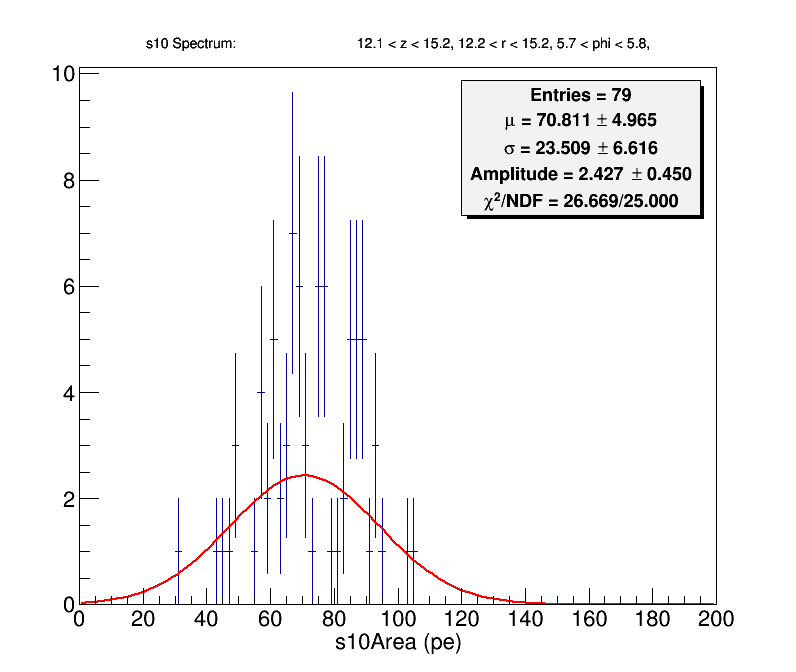 s10 Spectrum: 12.1 < z < 15.2, 12.2 < r < 15.2, 5.7 < phi < 5.8,
Entries = 79
μ = 70.811 ± 4.965
σ = 23.509 ± 6.616
Amplitude = 2.427 ± 0.450
χ²/NDF = 26.669/25.000
10
8
6
4
2
0
0 20 40 60 80 100 120 140 160 180 200
s10Area (pe)